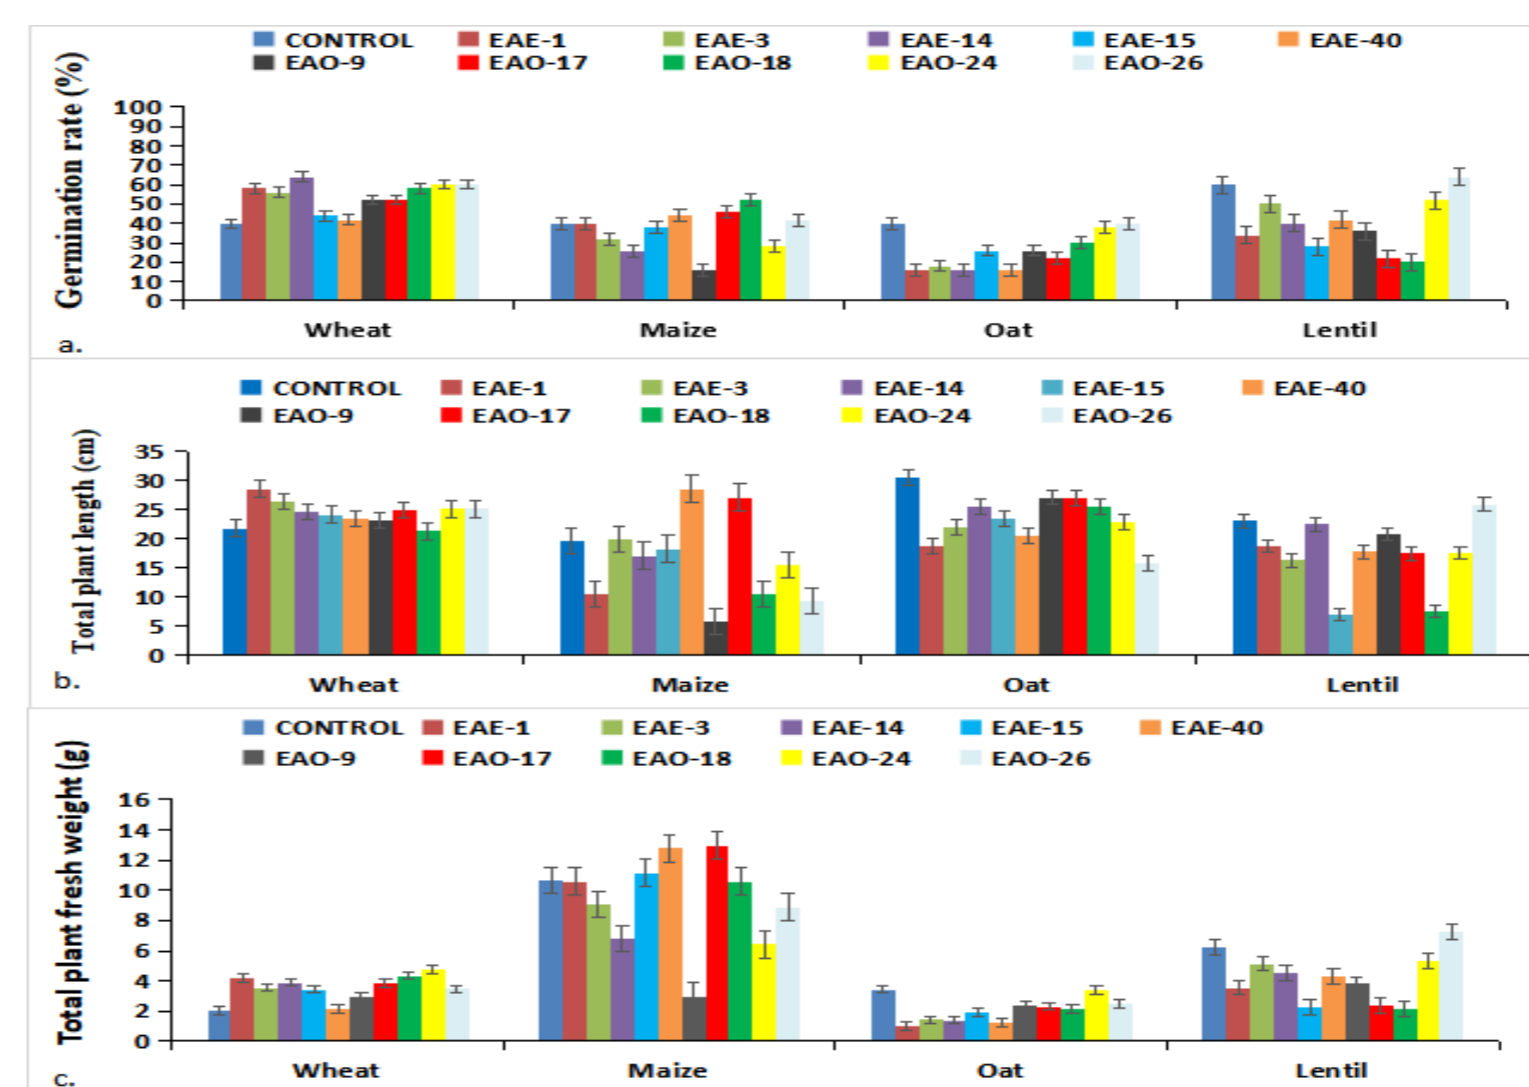 CONTROL EAE-1 EAE-3 EAE-14 EAE-15 EAE-40
EAO-9 EAO-17 EAO-18 EAO-24 EAO-26
Germination rate (%)
100
90
80
70
60
50
40
30
20
10
0
Wheat Maize Oat Lentil
a.
CONTROL EAE-1 EAE-3 EAE-14 EAE-15 EAE-40
EAO-9 EAO-17 EAO-18 EAO-24 EAO-26
Total plant length (cm)
35
30
25
20
15
10
5
0
Wheat Maize Oat Lentil
b.
CONTROL EAE-1 EAE-3 EAE-14 EAE-15 EAE-40
EAO-9 EAO-17 EAO-18 EAO-24 EAO-26
Total plant fresh weight (g)
16
14
12
10
8
6
4
2
0
Wheat Maize Oat Lentil
c.